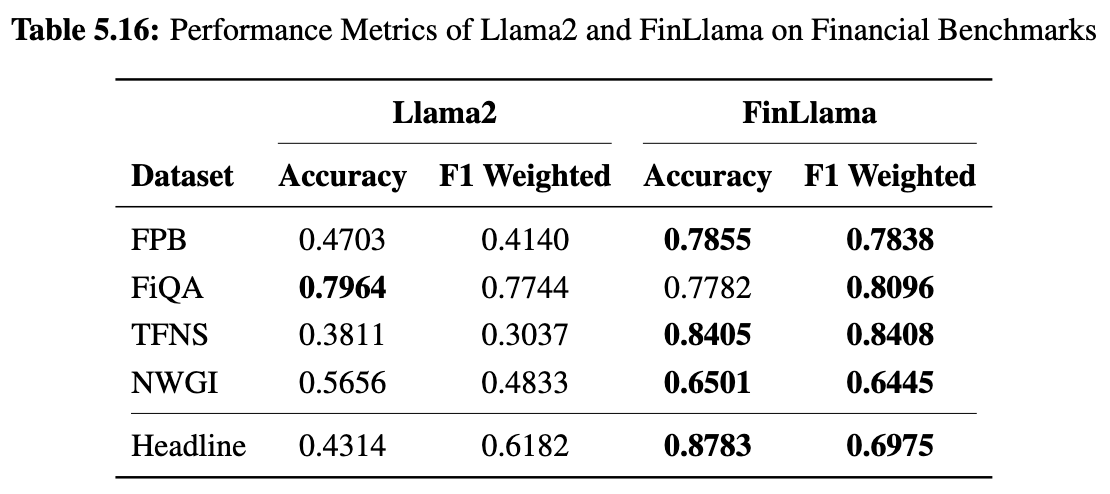 Table 5.16: Performance Metrics of Llama2 and FinLlama on Financial Benchmarks
Llama2 FinLlama
Dataset Accuracy F1 Weighted Accuracy F1 Weighted
FPB 0.4703 0.4140 0.7855 0.7838
FiQA 0.7964 0.7744 0.7782 0.8096
TFNS 0.3811 0.3037 0.8405 0.8408
NWGI 0.5656 0.4833 0.6501 0.6445
Headline 0.4314 0.6182 0.8783 0.6975